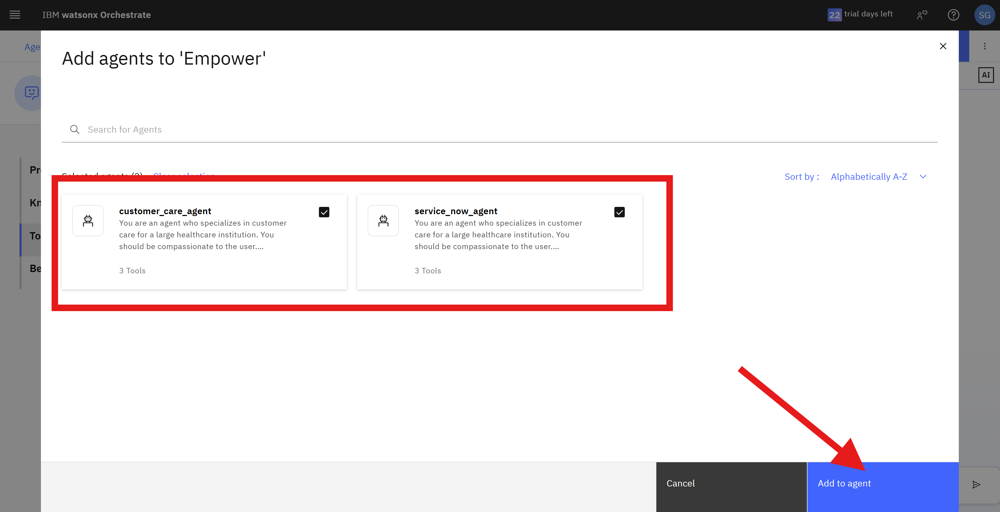 IBM watsonx Orchestrate
22 trial days left
SG
Age
Add agents to 'Empower'
AI
Search for Agents
Selected agents (2) Clear selection
Sort by : Alphabetically A-Z
Pr
Kn
To
Be
customer_care_agent
You are an agent who specializes in customer
care for a large healthcare institution. You
should be compassionate to the user....
3 Tools
service_now_agent
You are an agent who specializes in customer
care for a large healthcare institution. You
should be compassionate to the user....
3 Tools
Cancel
Add to agent